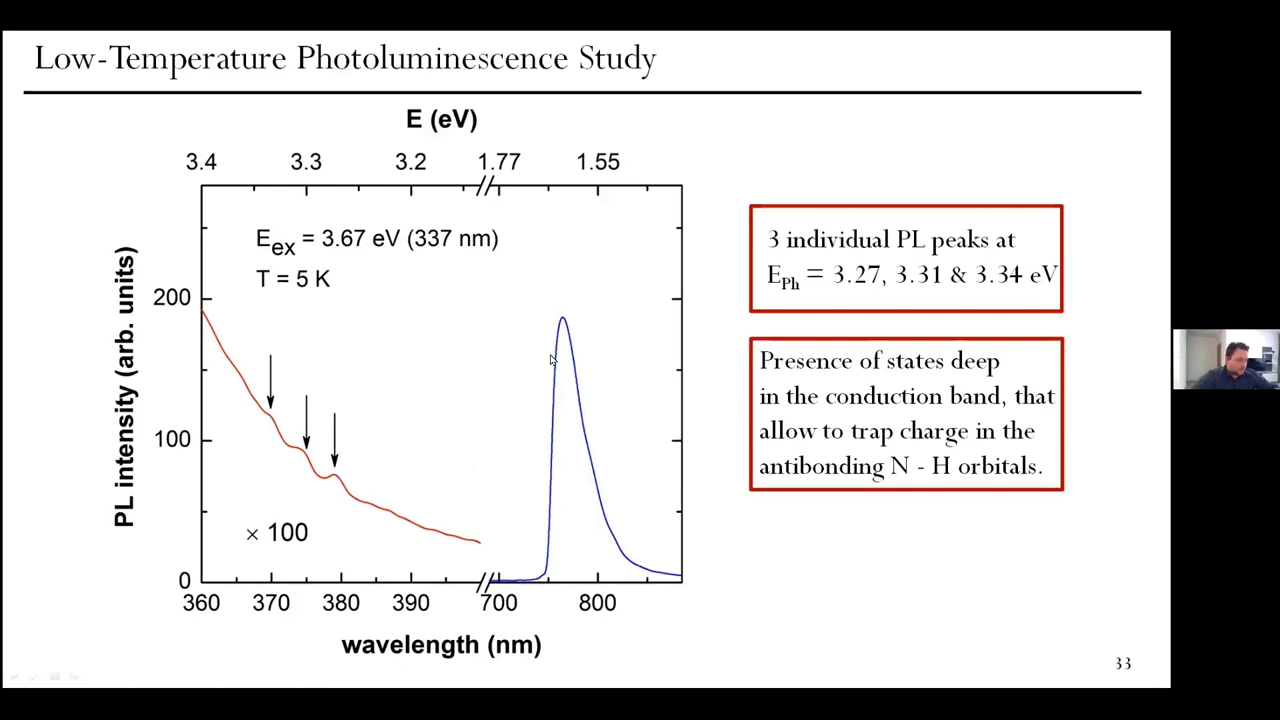 Low-Temperature Photoluminescence Study
E (eV)
3.4 3.3 3.2 1.77 1.55
Eex = 3.67 eV (337 nm)
T = 5 K
PL intensity (arb. units)
200
100
0
× 100
360 370 380 390 700 800
wavelength (nm)
3 individual PL peaks at
EPh = 3.27, 3.31 & 3.34 eV
Presence of states deep
in the conduction band, that
allow to trap charge in the
antibonding N - H orbitals.
33